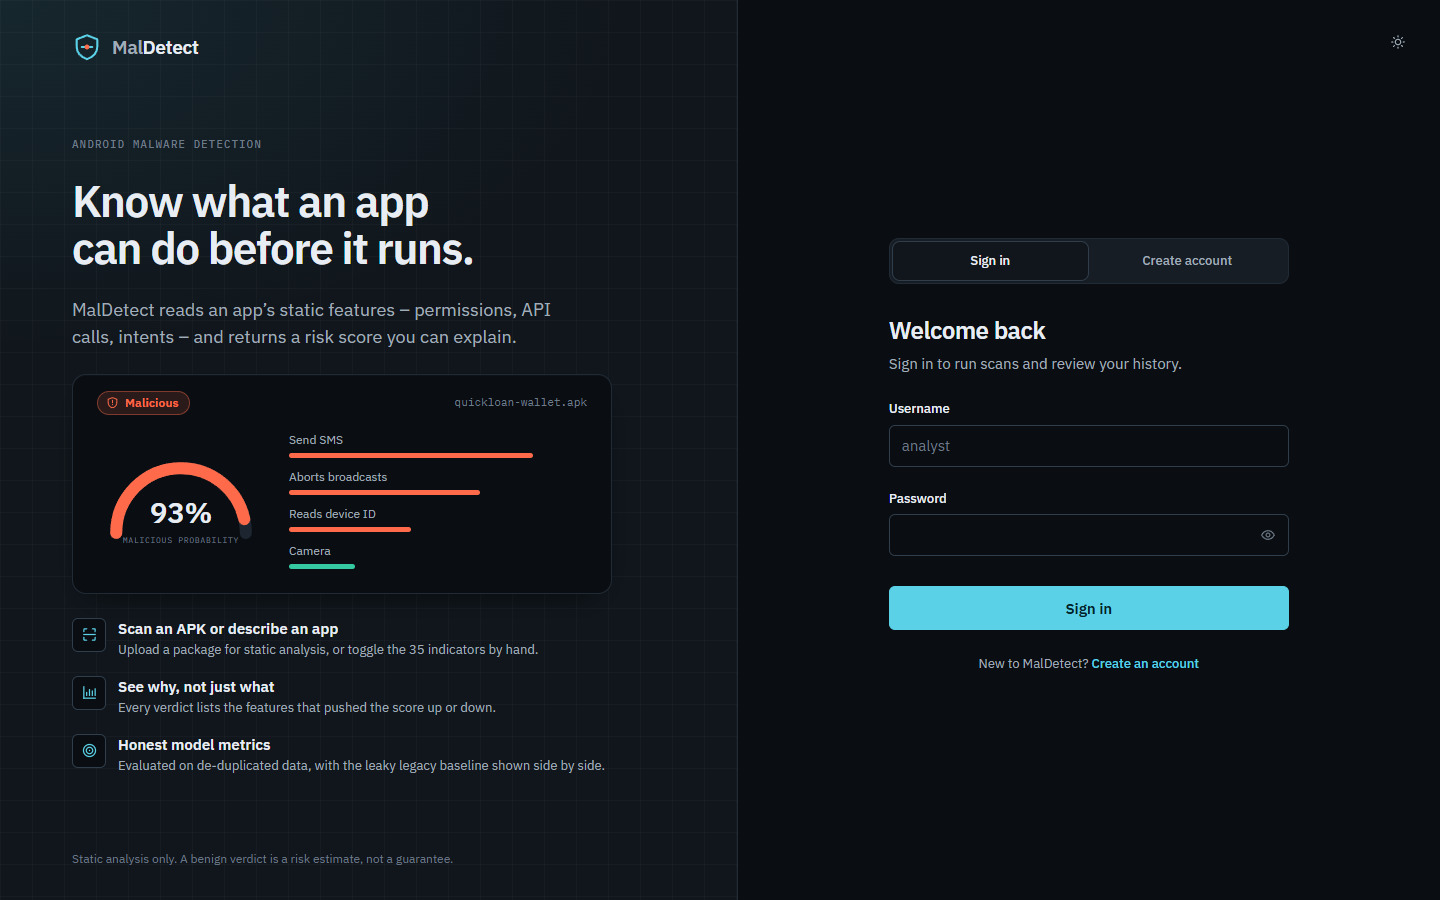 MalDetect
ANDROID MALWARE DETECTION
Know what an app
can do before it runs.
MalDetect reads an app’s static features – permissions, API
calls, intents – and returns a risk score you can explain.
Malicious
quickloan-wallet.apk
93%
MALICIOUS PROBABILITY
Send SMS
Aborts broadcasts
Reads device ID
Camera
Scan an APK or describe an app
Upload a package for static analysis, or toggle the 35 indicators by hand.
See why, not just what
Every verdict lists the features that pushed the score up or down.
Honest model metrics
Evaluated on de-duplicated data, with the leaky legacy baseline shown side by side.
Static analysis only. A benign verdict is a risk estimate, not a guarantee.
Sign in
Create account
Welcome back
Sign in to run scans and review your history.
Username
analyst
Password
Sign in
New to MalDetect? Create an account